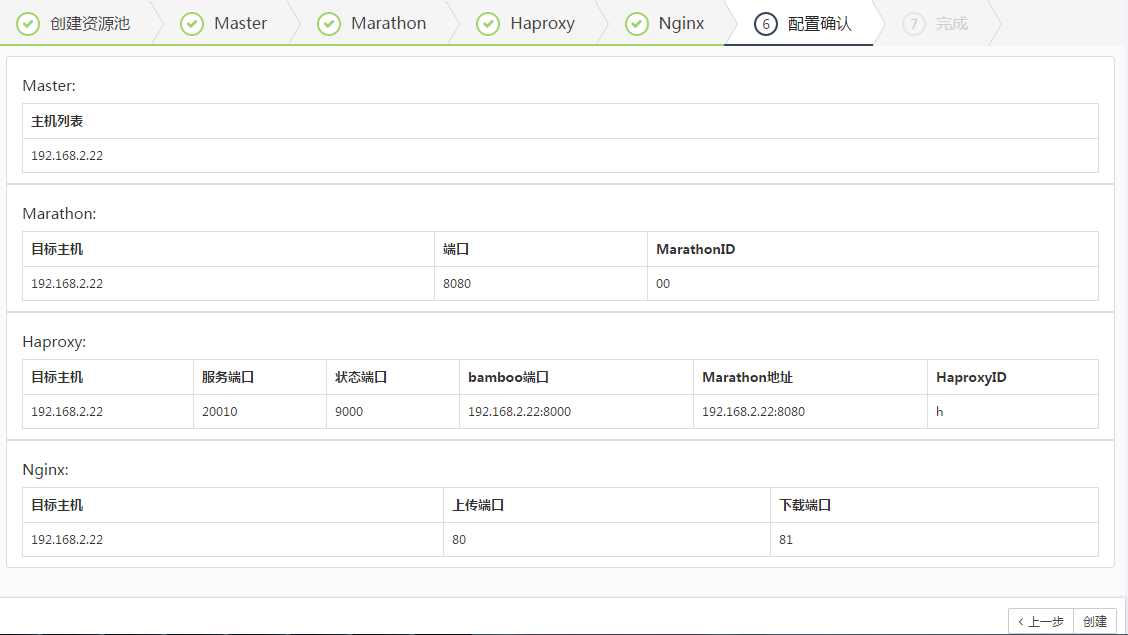 创建资源池 Master Marathon Haproxy Nginx 6 配置确认 7 完成
Master:
主机列表
192.168.2.22
Marathon:
目标主机 端口 MarathonID
192.168.2.22 8080 00
Haproxy:
目标主机 服务端口 状态端口 bamboo端口 Marathon地址 HaproxyID
192.168.2.22 20010 9000 192.168.2.22:8000 192.168.2.22:8080 h
Nginx:
目标主机 上传端口 下载端口
192.168.2.22 80 81
上一步 创建